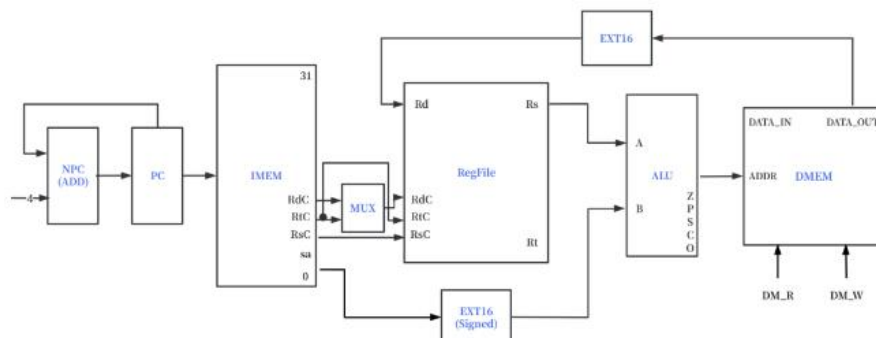 EXT16
31
Rd
Rs
DATA_IN
DATA_OUT
NPC
(ADD)
PC
IMEM
RegFile
A
ALU
ADDR
DMEM
4
RdC
RtC
RsC
sa
0
MUX
RdC
RtC
RsC
Rt
B
Z
P
S
C
O
EXT16
(Signed)
DM_R
DM_W